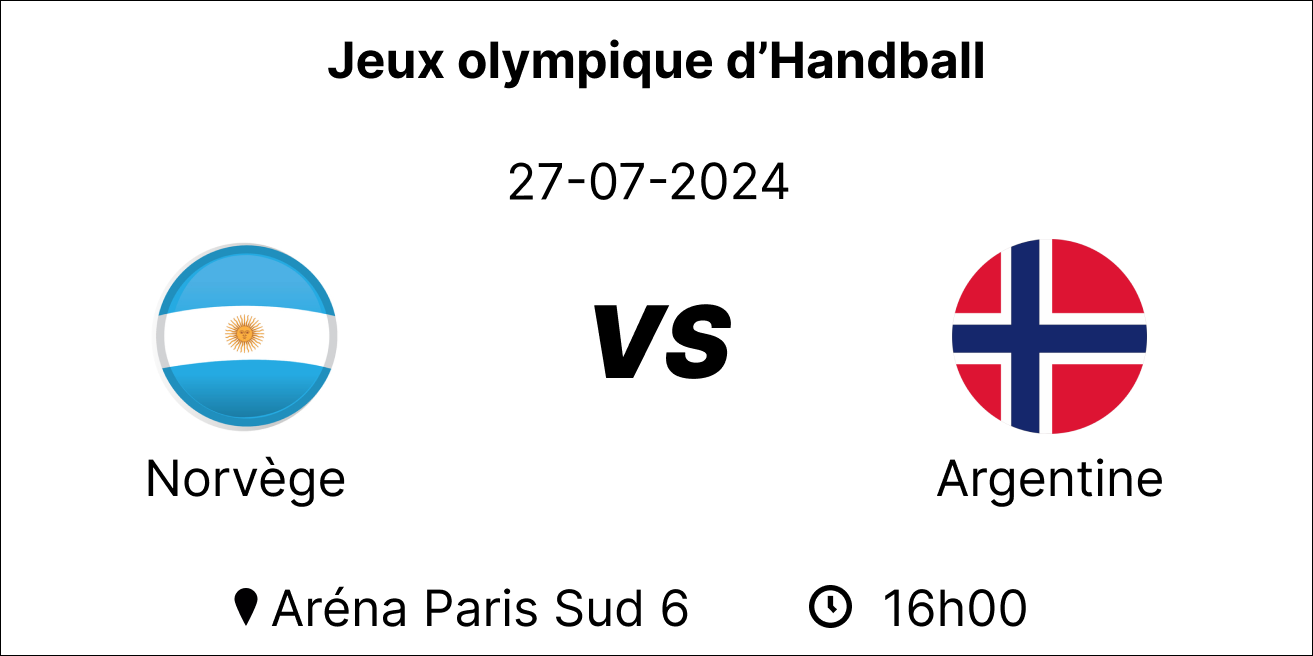 Jeux olympique d’Handball
27-07-2024
VS
Norvège
Argentine
Aréna Paris Sud 6
16h00